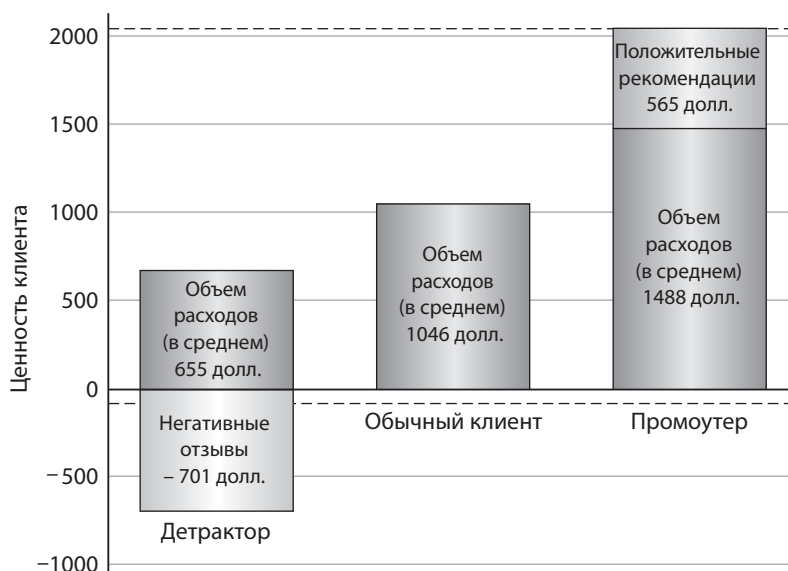 Ценность клиента
2000
1500
1000
500
0
−500
−1000
Объем
расходов
(в среднем)
655 долл.
Негативные
отзывы
– 701 долл.
Детрактор
Объем
расходов
(в среднем)
1046 долл.
Обычный клиент
Положительные
рекомендации
565 долл.
Объем
расходов
(в среднем)
1488 долл.
Промоутер